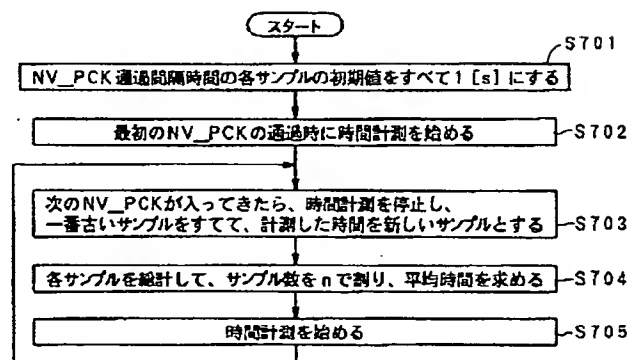 スタート
S701
NV__PCK通過間隔時間の各サンプルの初期値をすべて1[s]にする
最初のNV__PCKの通過時に時間計測を始める
S702
次のNV__PCKが入ってきたら、時間計測を停止し、
一番古いサンプルをすてて、計測した時間を新しいサンプルとする
S703
各サンプルを総計して、サンプル数をnで割り、平均時間を求める
S704
時間計測を始める
S705